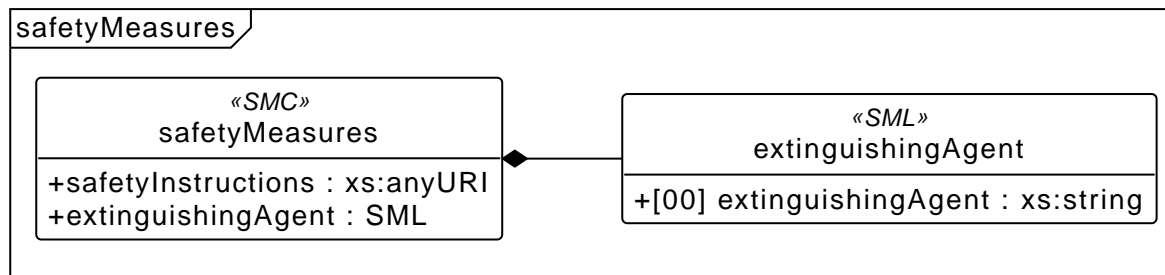 safetyMeasures
«SMC»
safetyMeasures
+safetyInstructions : xs:anyURI
+extinguishingAgent : SML
«SML»
extinguishingAgent
+[00] extinguishingAgent : xs:string